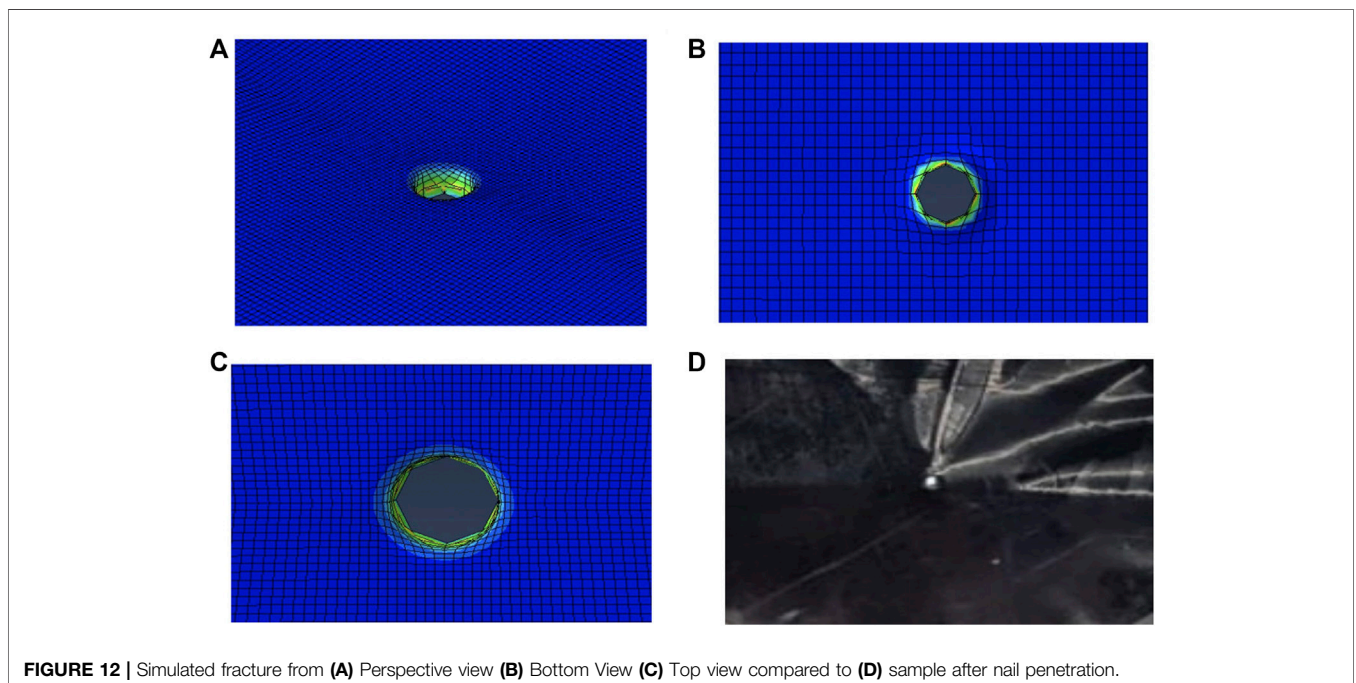 A
B
C
D
FIGURE 12 | Simulated fracture from (A) Perspective view (B) Bottom View (C) Top view compared to (D) sample after nail penetration.